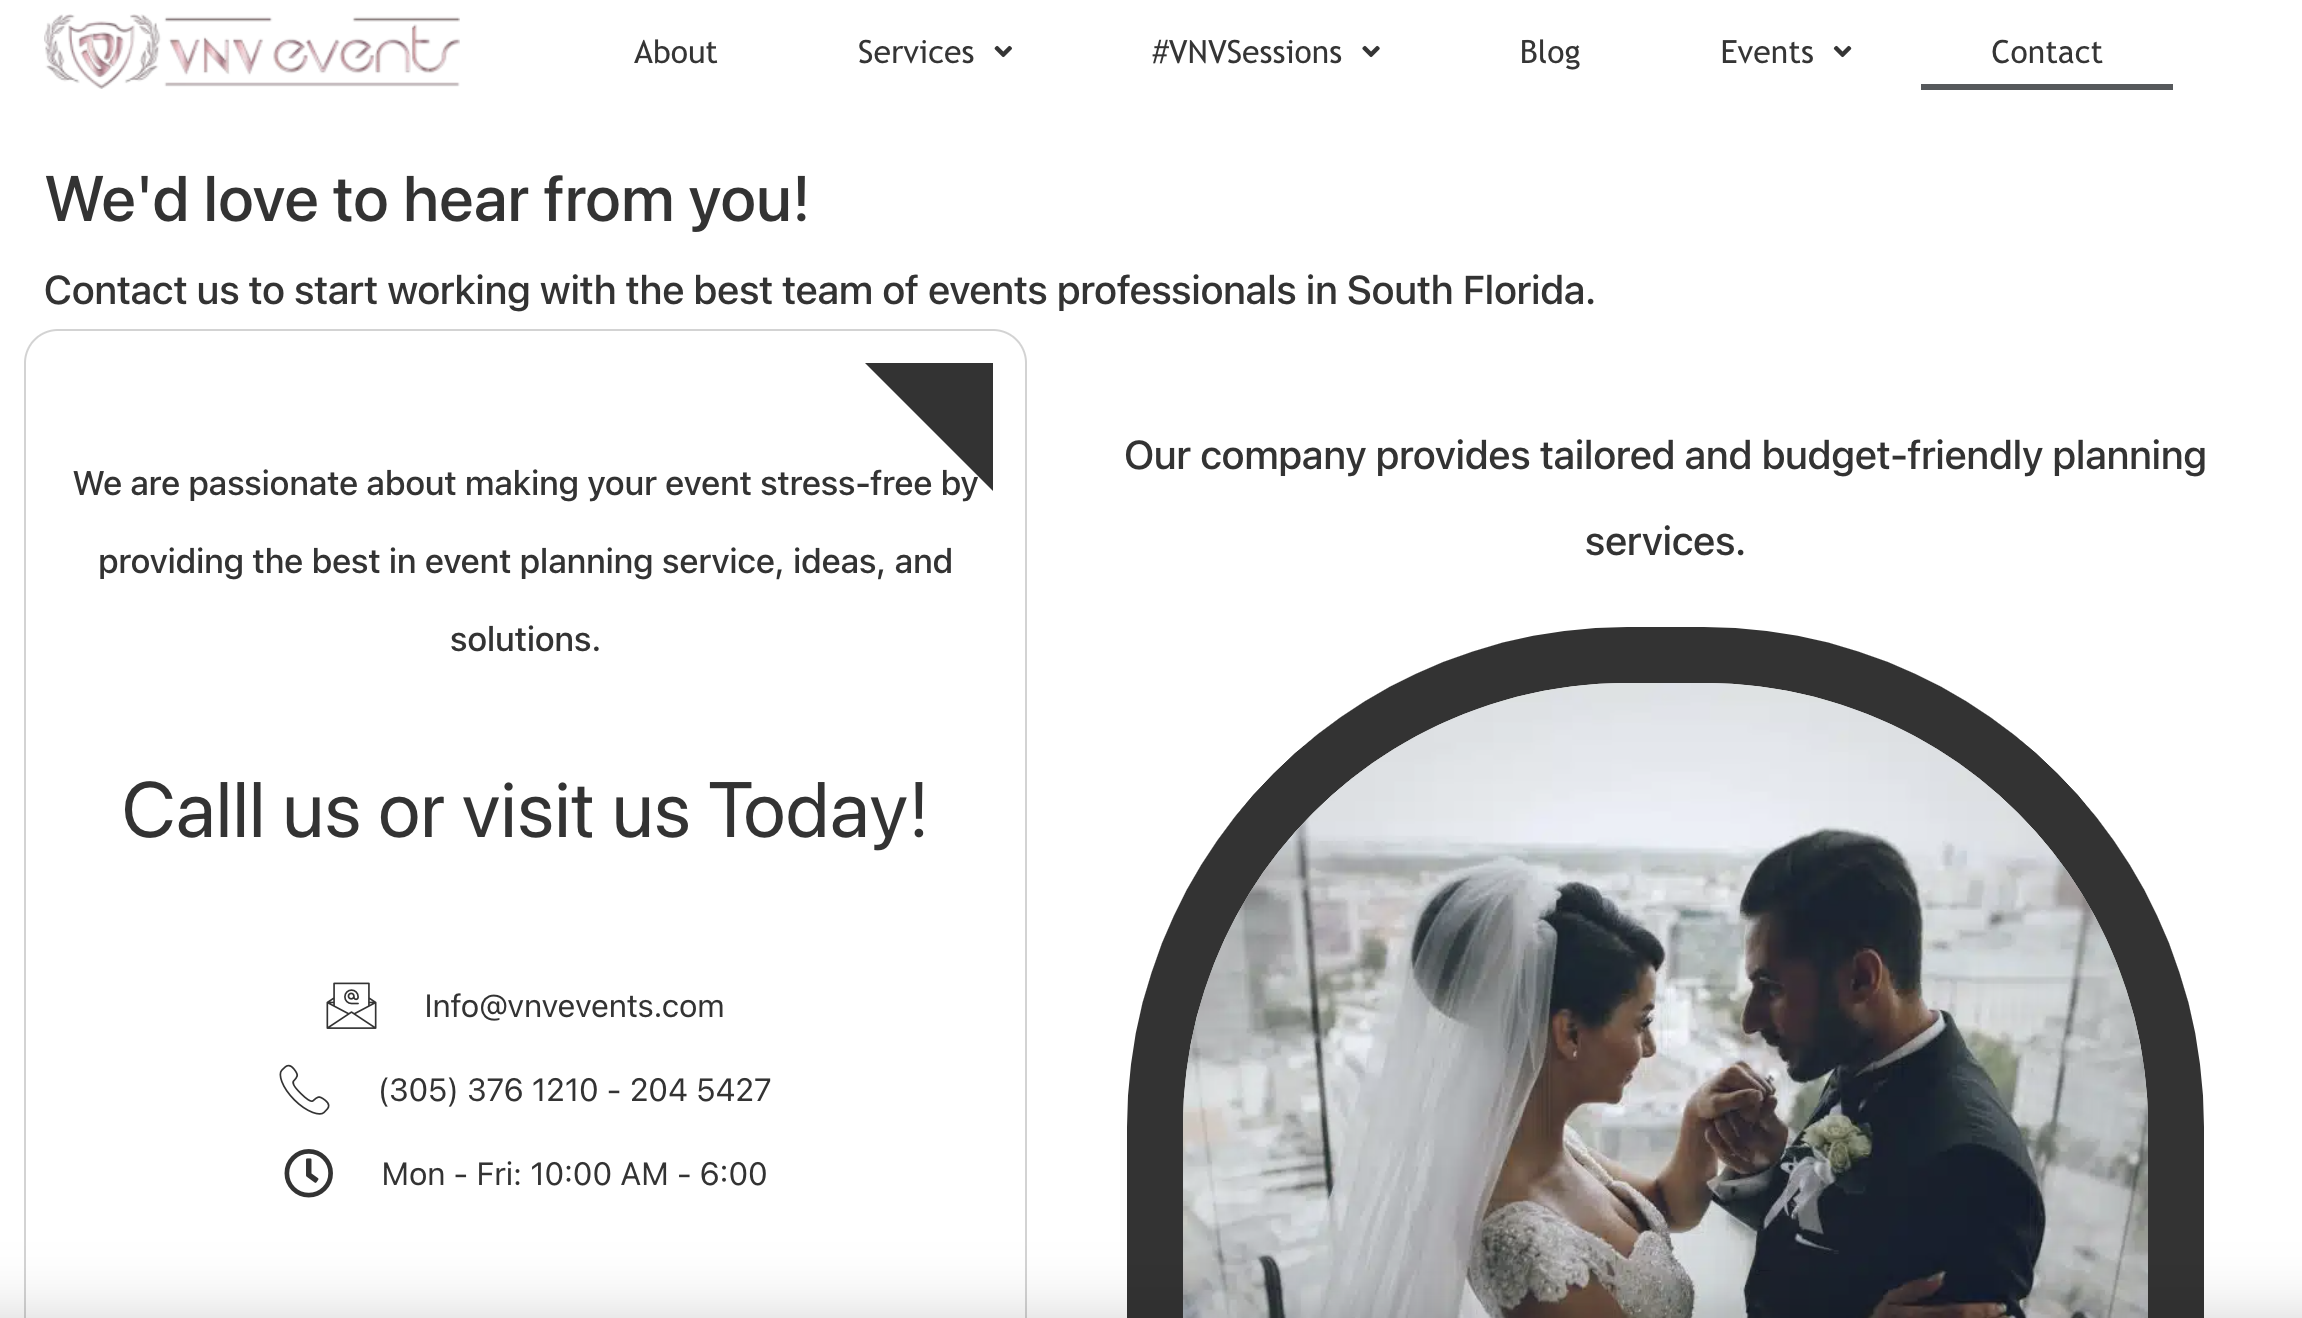 VNV events
About
Services
#VNVSessions
Blog
Events
Contact
We'd love to hear from you!
Contact us to start working with the best team of events professionals in South Florida.
We are passionate about making your event stress-free by
providing the best in event planning service, ideas, and
solutions.
Calll us or visit us Today!
Info@vnvevents.com
(305) 376 1210 - 204 5427
Mon - Fri: 10:00 AM - 6:00
Our company provides tailored and budget-friendly planning
services.